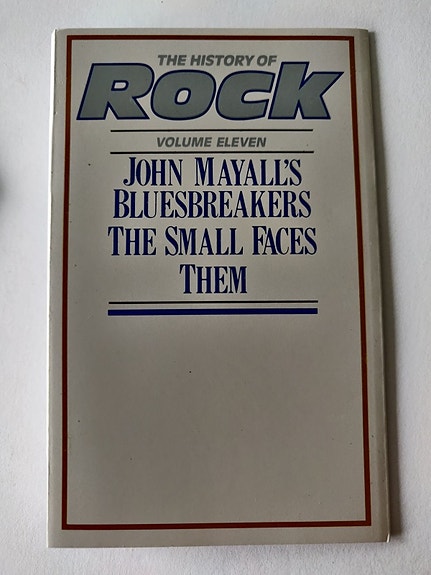 THE HISTORY OF
Rock
VOLUME ELEVEN
JOHN MAYALL'S
BLUESBREAKERS
THE SMALL FACES
THEM